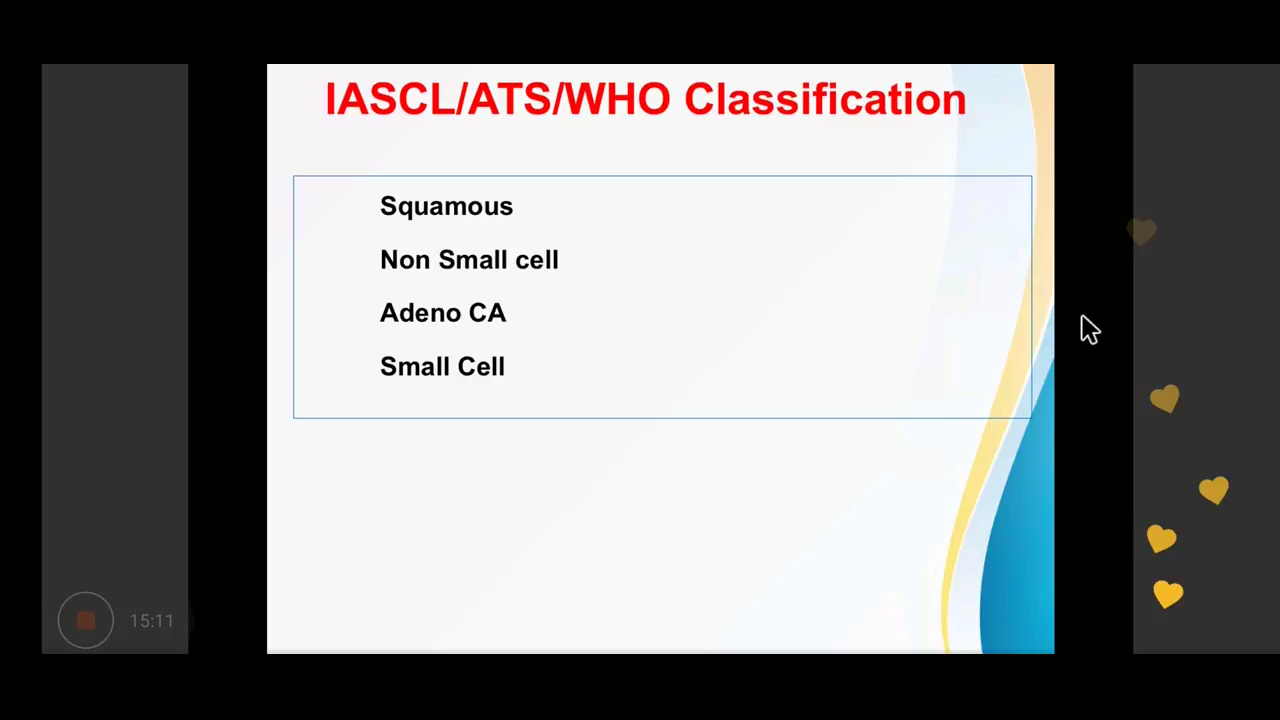 IASCL/ATS/WHO Classification
Squamous
Non Small cell
Adeno CA
Small Cell
15:11